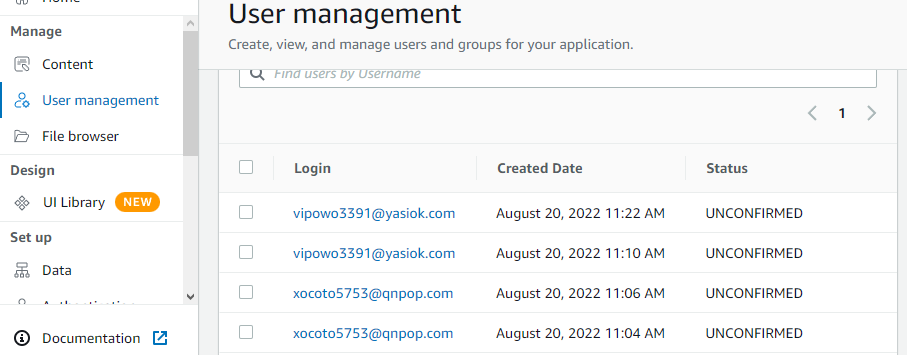 Home
Manage
Content
User management
File browser
Design
UI Library NEW
Set up
Data
Authentication
Documentation
User management
Create, view, and manage users and groups for your application.
Find users by Username
1
Login Created Date Status
vipowo3391@yasiok.com August 20, 2022 11:22 AM UNCONFIRMED
vipowo3391@yasiok.com August 20, 2022 11:10 AM UNCONFIRMED
xocoto5753@qnpop.com August 20, 2022 11:06 AM UNCONFIRMED
xocoto5753@qnpop.com August 20, 2022 11:04 AM UNCONFIRMED